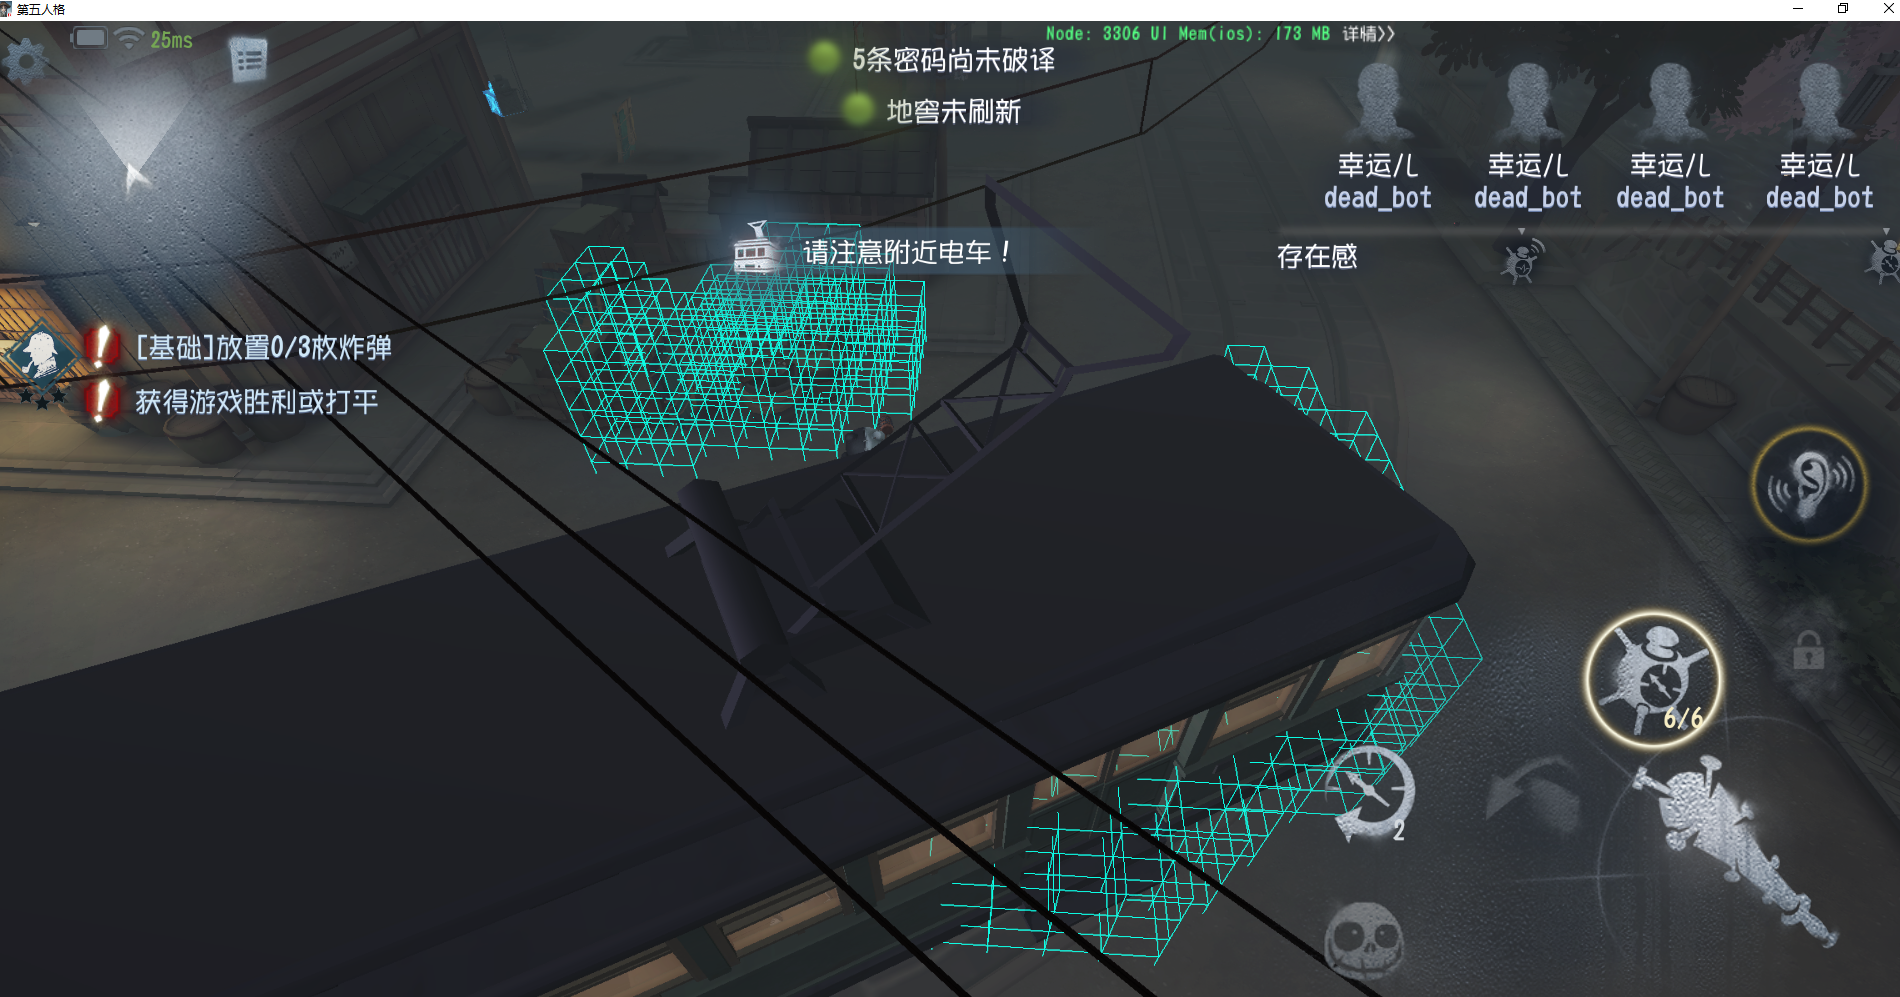 第五人格
25ms
Node: 3306 UI Mem(ios): 173 MB 详情>>
5条密码尚未破译
地窖未刷新
幸运儿 幸运儿 幸运儿 幸运儿
dead_bot dead_bot dead_bot dead_bot
请注意附近电车！
存在感
[基础]放置0/3枚炸弹
获得游戏胜利或打平
6/6
2